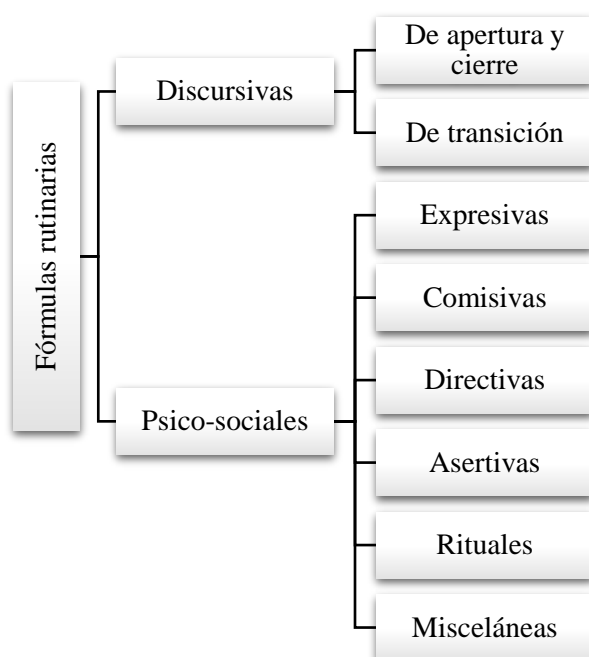 Fórmulas rutinarias
Discursivas
De apertura y
cierre
De transición
Psico-sociales
Expresivas
Comisivas
Directivas
Asertivas
Rituales
Misceláneas